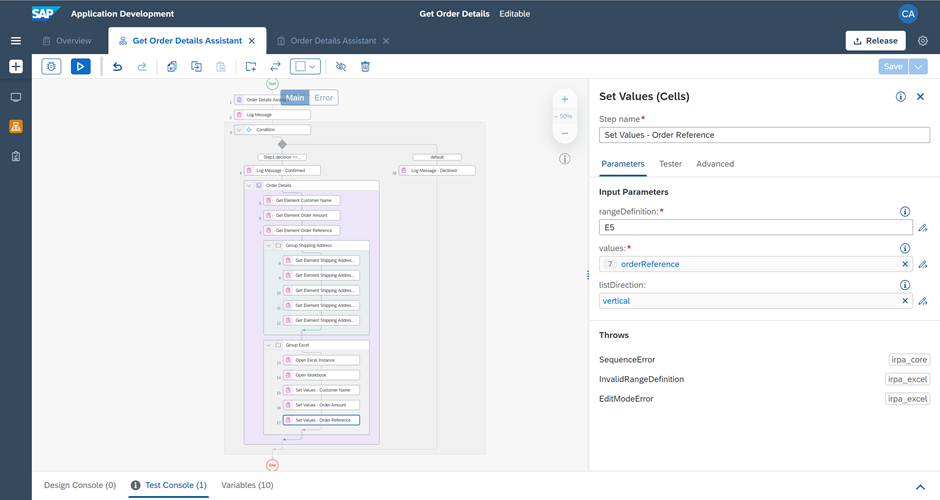 SAP Application Development
Get Order Details Editable
CA
Overview
Get Order Details Assistant
Order Details Assistant
Release
Save
Start
Main
Error
50%
1 Order Details
2 Log Message
3 Condition
Step1.decision ==...
default
4 Log Message - Confirmed
18 Log Message - Declined
Order Details
5 Get Element Customer Name
6 Get Element Order Amount
7 Get Element Order Reference
Group Shipping Address
8 Get Element Shipping Addres...
9 Get Element Shipping Addres...
10 Get Element Shipping Addres...
11 Get Element Shipping Addres...
12 Get Element Shipping Addres...
Group Excel
13 Open Excel Instance
14 Open Workbook
15 Set Values - Customer Name
16 Set Values - Order Amount
17 Set Values - Order Reference
End
Set Values (Cells)
Step name*
Set Values - Order Reference
Parameters Tester Advanced
Input Parameters
rangeDefinition:*
E5
values:*
7 orderReference
listDirection:
vertical
Throws
SequenceError irpa_core
InvalidRangeDefinition irpa_excel
EditModeError irpa_excel
Design Console (0) Test Console (1) Variables (10)